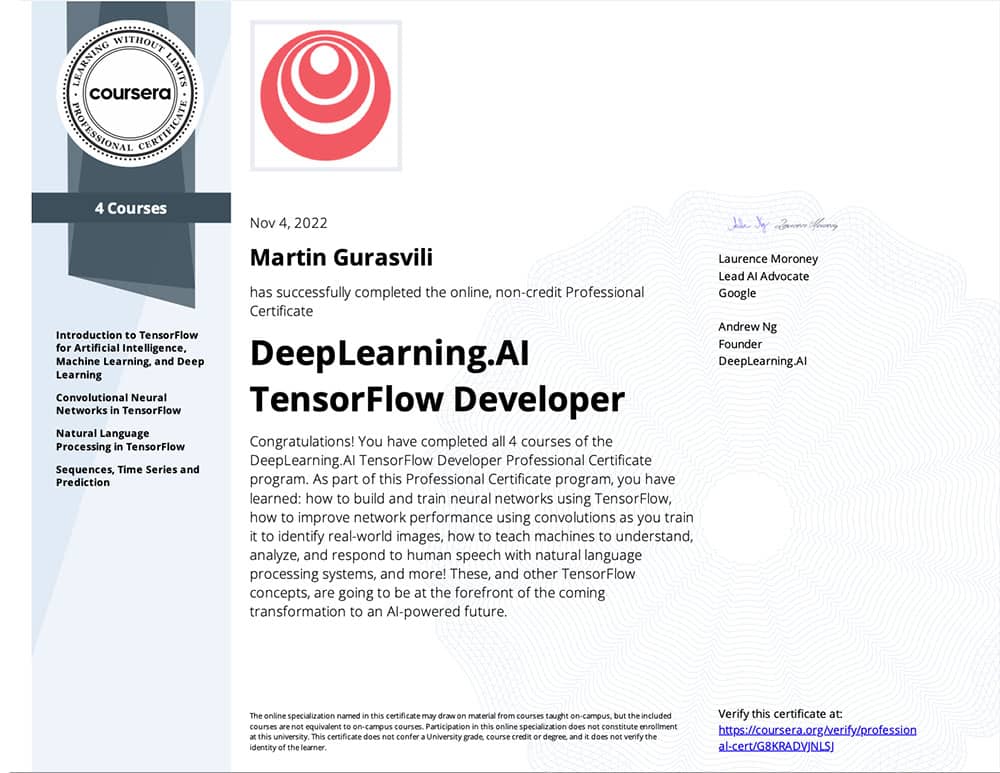 LEARNING WITHOUT LIMITS
coursera
PROFESSIONAL CERTIFICATE
4 Courses
Introduction to TensorFlow
for Artificial Intelligence,
Machine Learning, and Deep
Learning
Convolutional Neural
Networks in TensorFlow
Natural Language
Processing in TensorFlow
Sequences, Time Series and
Prediction
Nov 4, 2022
Martin Gurasvili
has successfully completed the online, non-credit Professional
Certificate
DeepLearning.AI
TensorFlow Developer
Congratulations! You have completed all 4 courses of the
DeepLearning.AI TensorFlow Developer Professional Certificate
program. As part of this Professional Certificate program, you have
learned: how to build and train neural networks using TensorFlow,
how to improve network performance using convolutions as you train
it to identify real-world images, how to teach machines to understand,
analyze, and respond to human speech with natural language
processing systems, and more! These, and other TensorFlow
concepts, are going to be at the forefront of the coming
transformation to an AI-powered future.
Laurence Moroney
Lead AI Advocate
Google
Andrew Ng
Founder
DeepLearning.AI
The online specialization named in this certificate may draw on material from courses taught on-campus, but the included
courses are not equivalent to on-campus courses. Participation in this online specialization does not constitute enrollment
at this university. This certificate does not confer a University grade, course credit or degree, and it does not verify the
identity of the learner.
Verify this certificate at:
https://coursera.org/verify/profession
al-cert/G8KRADVJNLSJ